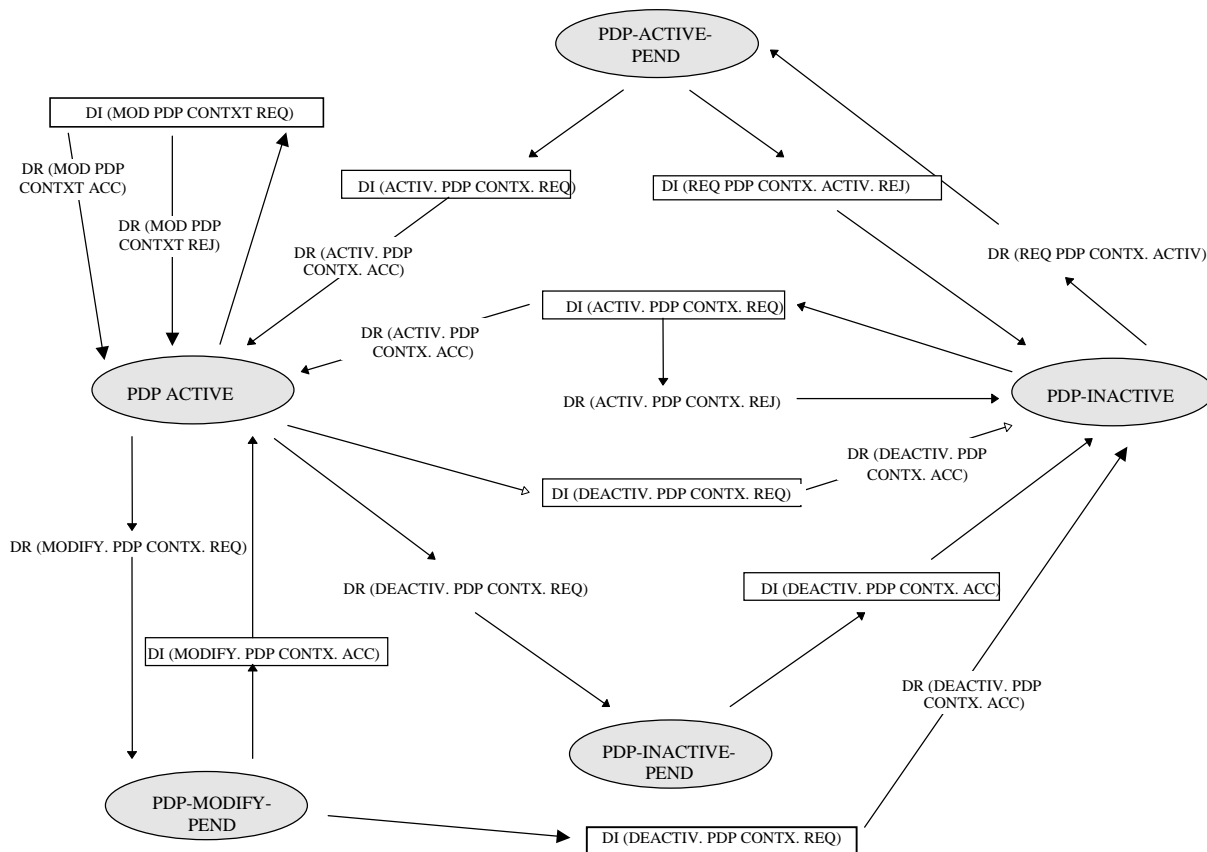 PDP-ACTIVE-
PEND
DI (MOD PDP CONTXT REQ)
DR (MOD PDP
CONTXT ACC)
DI (ACTIV. PDP CONTX. REQ)
DI (REQ PDP CONTX. ACTIV. REJ)
DR (MOD PDP
CONTXT REJ)
DR (ACTIV. PDP
CONTX. ACC)
DR (REQ PDP CONTX. ACTIV)
DI (ACTIV. PDP CONTX. REQ)
DR (ACTIV. PDP
CONTX. ACC)
PDP ACTIVE
DR (ACTIV. PDP CONTX. REJ)
PDP-INACTIVE
DR (DEACTIV. PDP
CONTX. ACC)
DI (DEACTIV. PDP CONTX. REQ)
DR (MODIFY. PDP CONTX. REQ)
DR (DEACTIV. PDP CONTX. REQ)
DI (DEACTIV. PDP CONTX. ACC)
DI (MODIFY. PDP CONTX. ACC)
DR (DEACTIV. PDP
CONTX. ACC)
PDP-INACTIVE-
PEND
PDP-MODIFY-
PEND
DI (DEACTIV. PDP CONTX. REQ)